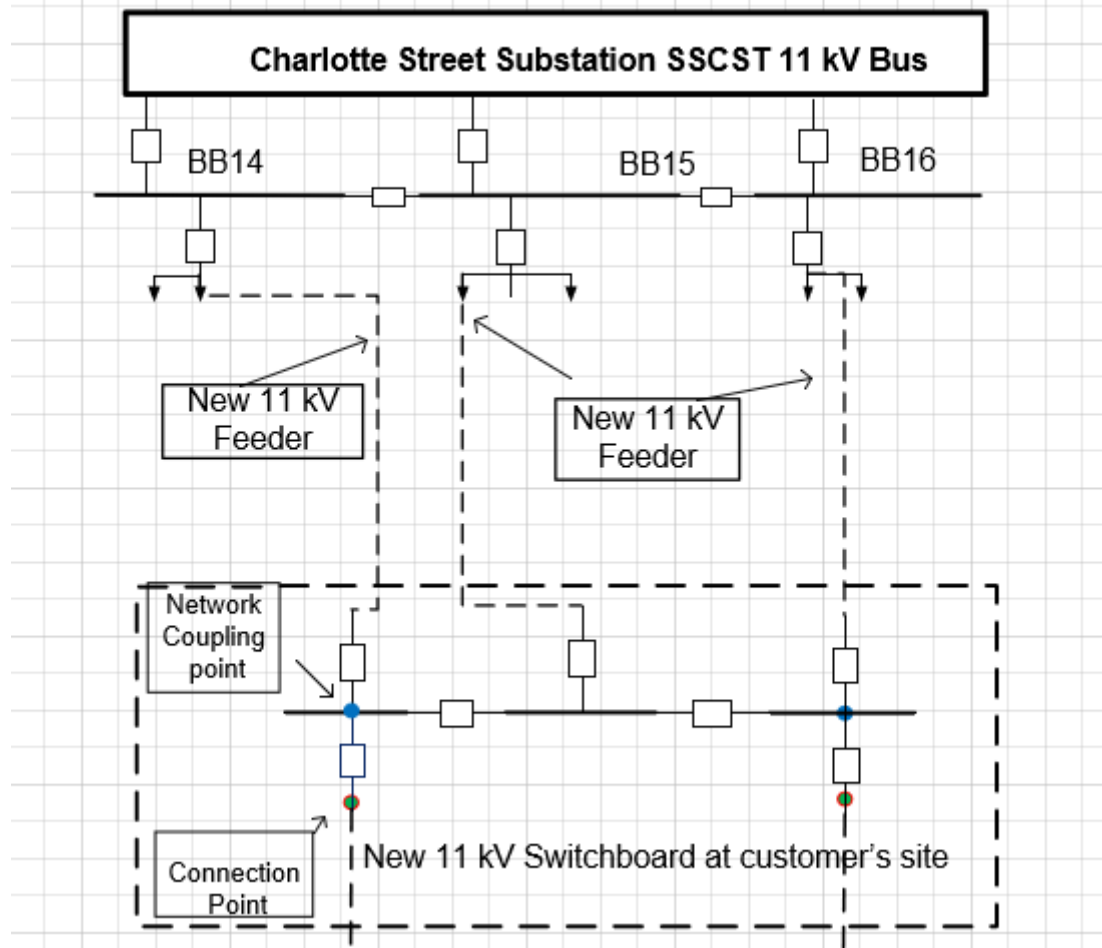 Charlotte Street Substation SSCST 11 kV Bus
BB14
BB15
BB16
New 11 kV
Feeder
New 11 kV
Feeder
Network
Coupling
point
New 11 kV Switchboard at customer's site
Connection
Point